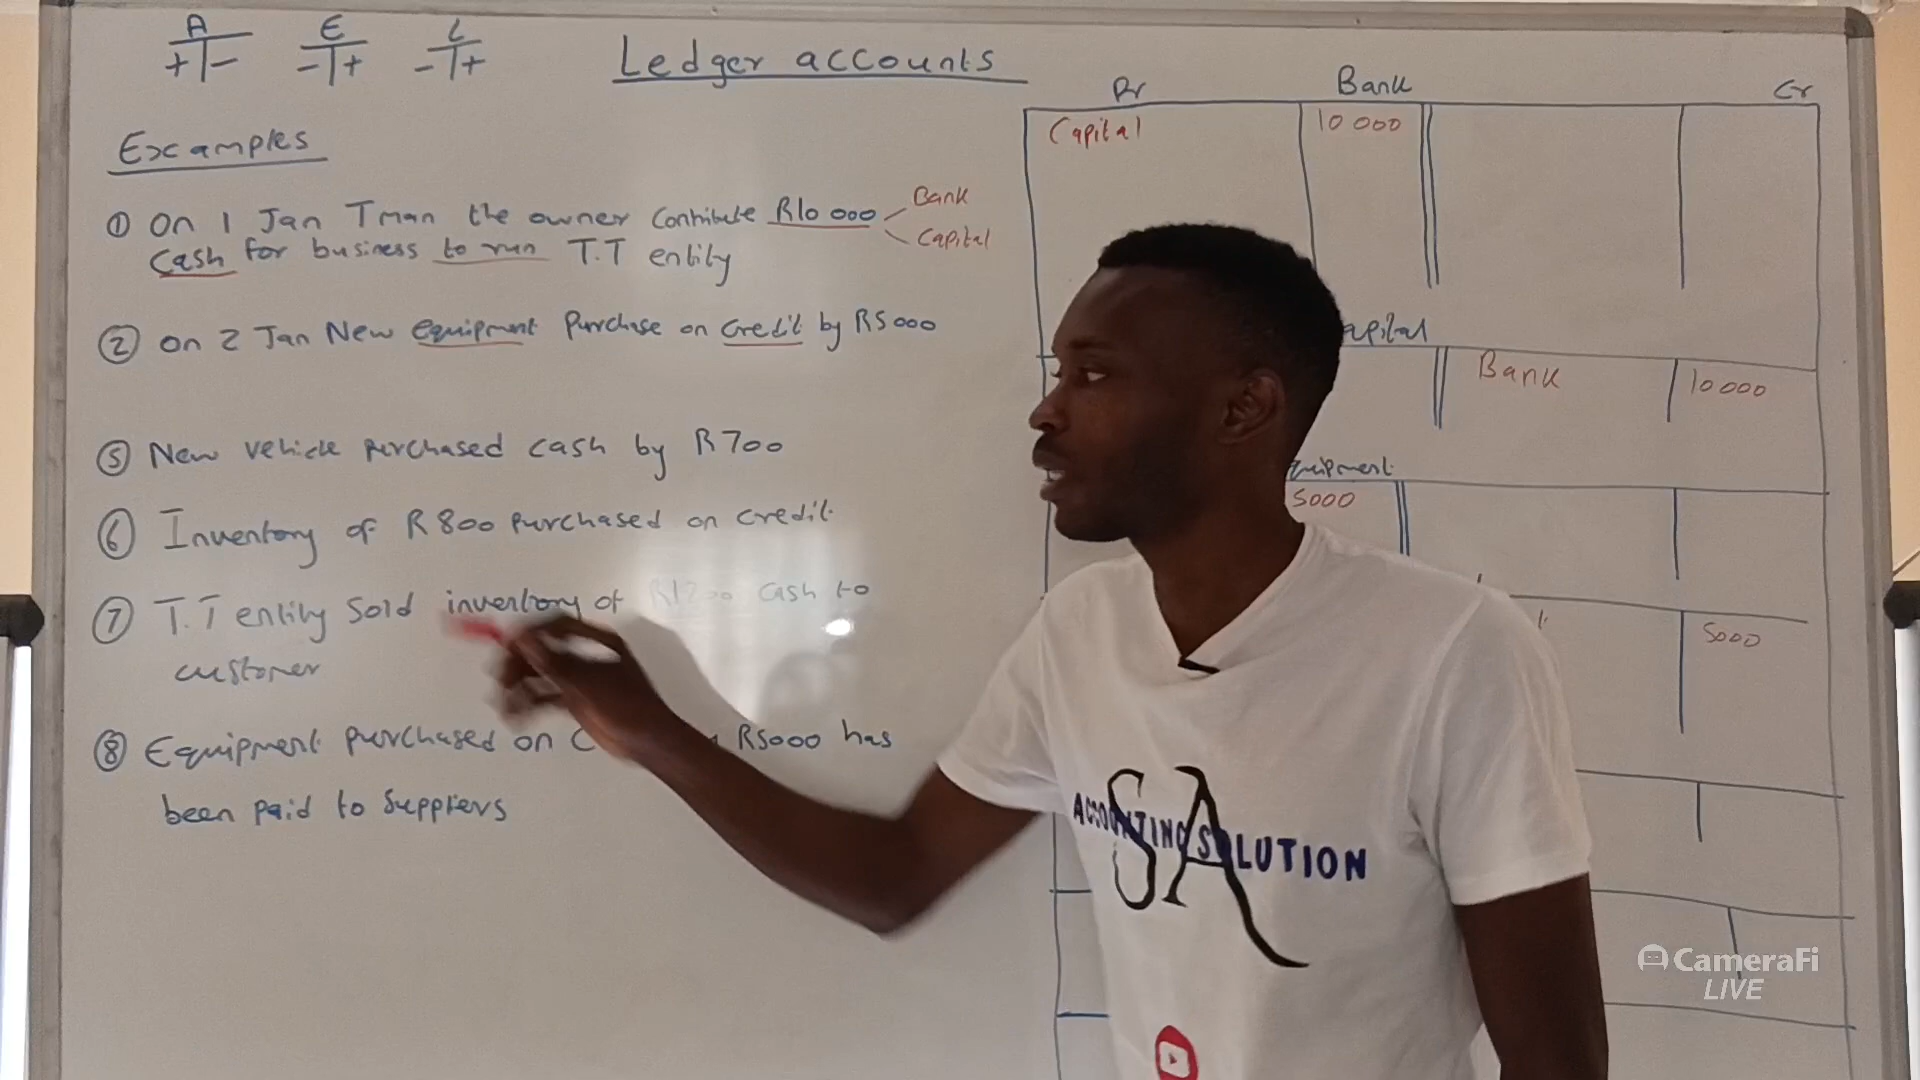 A E L
+ - - + - +
Ledger accounts
Examples
① On 1 Jan Tman the owner Contribute R10 000
Bank
Capital
Cash for business to run T.T entity
② On 2 Jan New equipment Purchase on Credit by R5000
⑤ New vehicle purchased cash by R700
⑥ Inventory of R800 purchased on credit
⑦ T.T entity Sold inventory of cash to
customer
⑧ Equipment purchased on R5000 has
been paid to Suppliers
Dr Bank Cr
Capital 10 000
apital
Bank 10 000
quipment
5000
5000
ACCOUNTING SOLUTION
SA
CameraFi
LIVE